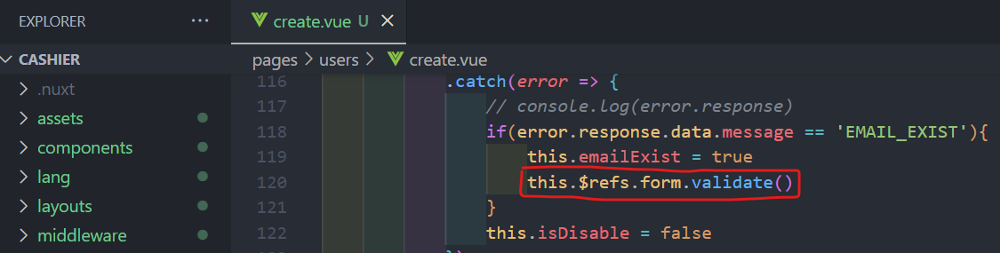 EXPLORER ...
create.vue U
CASHIER
pages > users > create.vue
.nuxt
assets
components
lang
layouts
middleware
116 .catch(error => {
117 // console.log(error.response)
118 if(error.response.data.message == 'EMAIL_EXIST'){
119 this.emailExist = true
120 this.$refs.form.validate()
121 }
122 this.isDisable = false